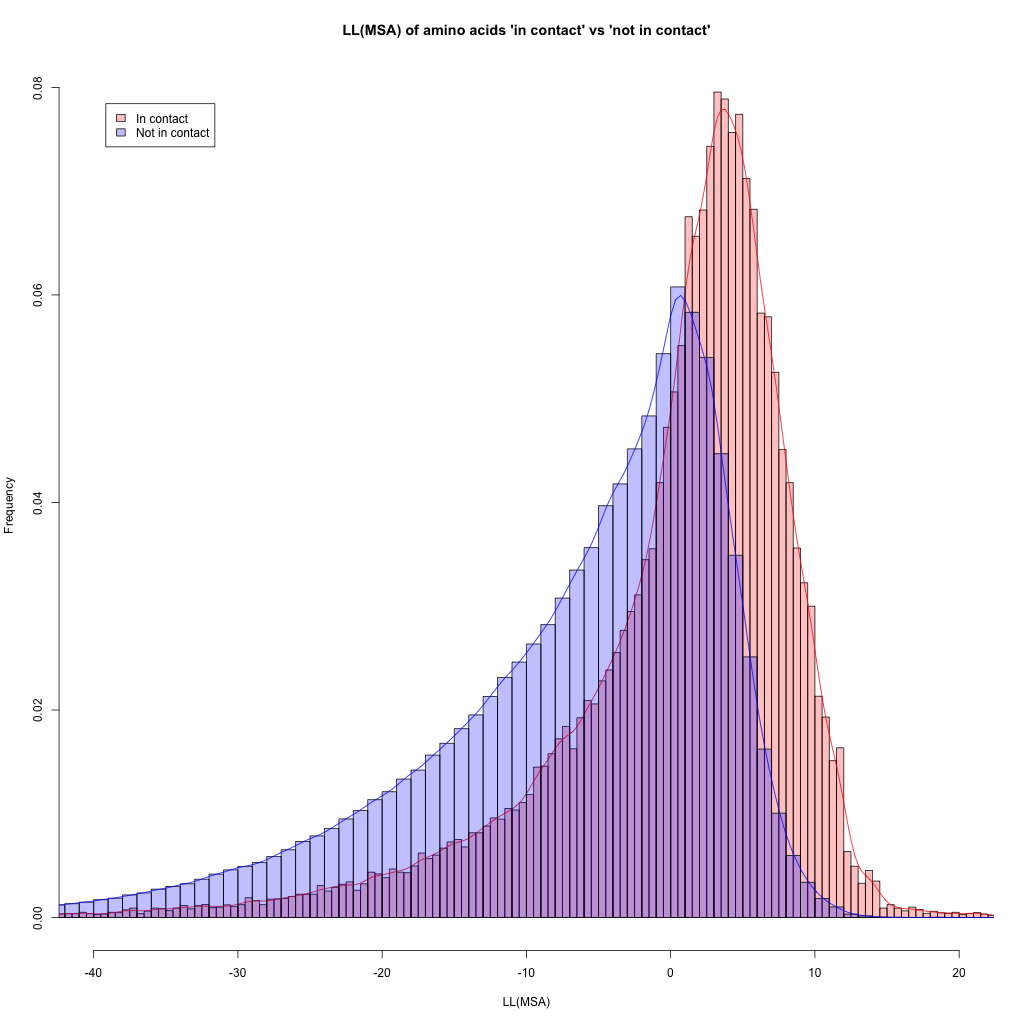 LL(MSA) of amino acids 'in contact' vs 'not in contact'
In contact
Not in contact
Frequency
0.08
0.06
0.04
0.02
0.00
-40 -30 -20 -10 0 10 20
LL(MSA)